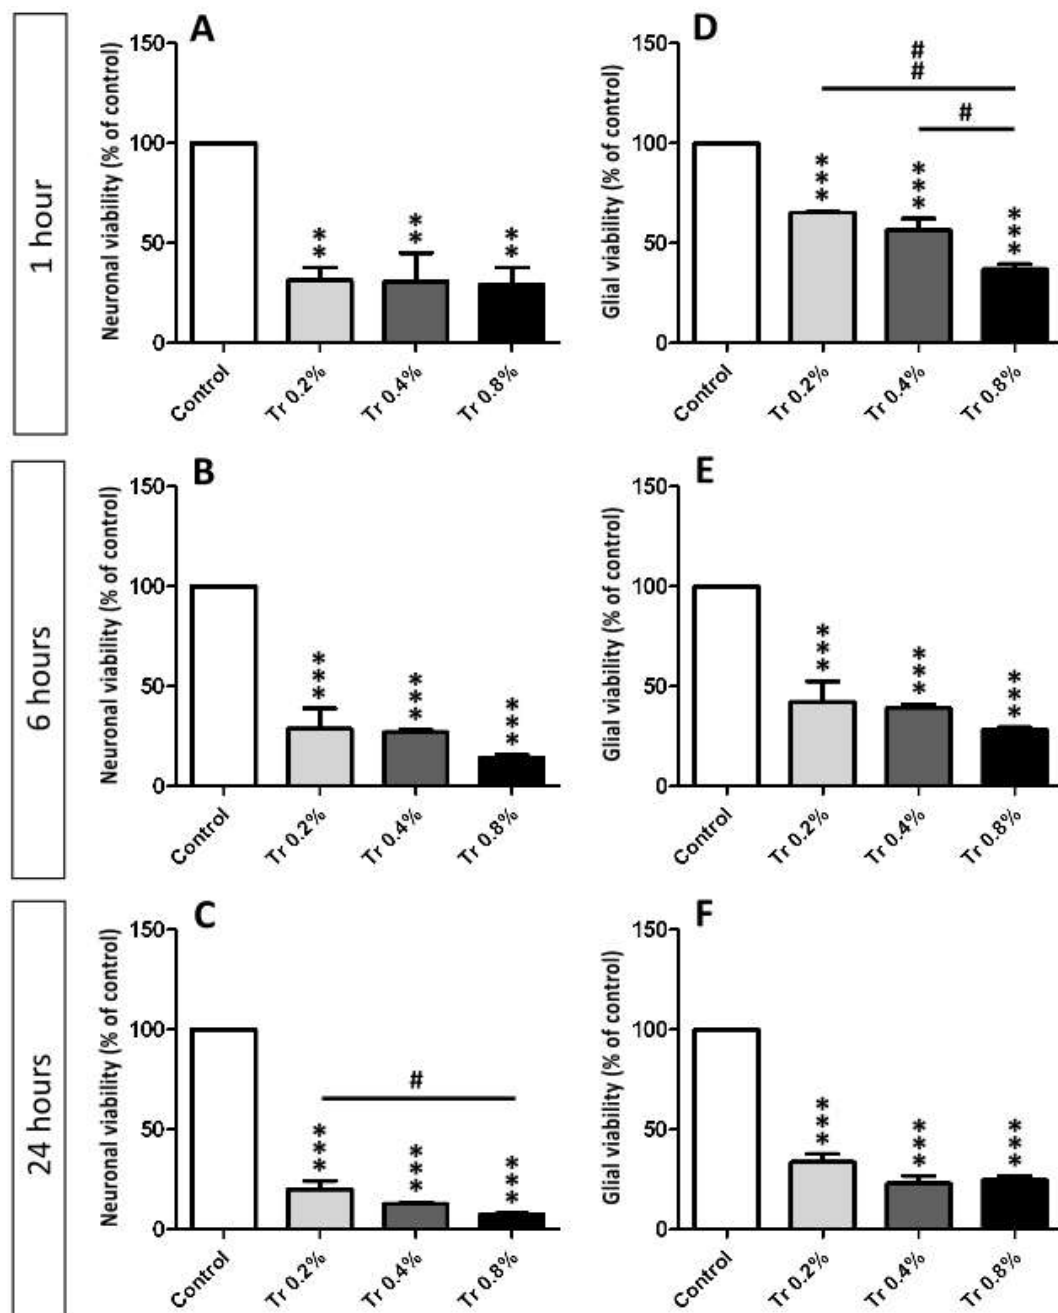 1 hour
A
Neuronal viability (% of control)
150
100
50
0
**
**
**
Control
Tr 0.2%
Tr 0.4%
Tr 0.8%
D
Glial viability (% of control)
150
100
50
0
##
#
***
***
***
Control
Tr 0.2%
Tr 0.4%
Tr 0.8%
6 hours
B
Neuronal viability (% of control)
150
100
50
0
***
***
***
Control
Tr 0.2%
Tr 0.4%
Tr 0.8%
E
Glial viability (% of control)
150
100
50
0
***
***
***
Control
Tr 0.2%
Tr 0.4%
Tr 0.8%
24 hours
C
Neuronal viability (% of control)
150
100
50
0
#
***
***
***
Control
Tr 0.2%
Tr 0.4%
Tr 0.8%
F
Glial viability (% of control)
150
100
50
0
***
***
***
Control
Tr 0.2%
Tr 0.4%
Tr 0.8%